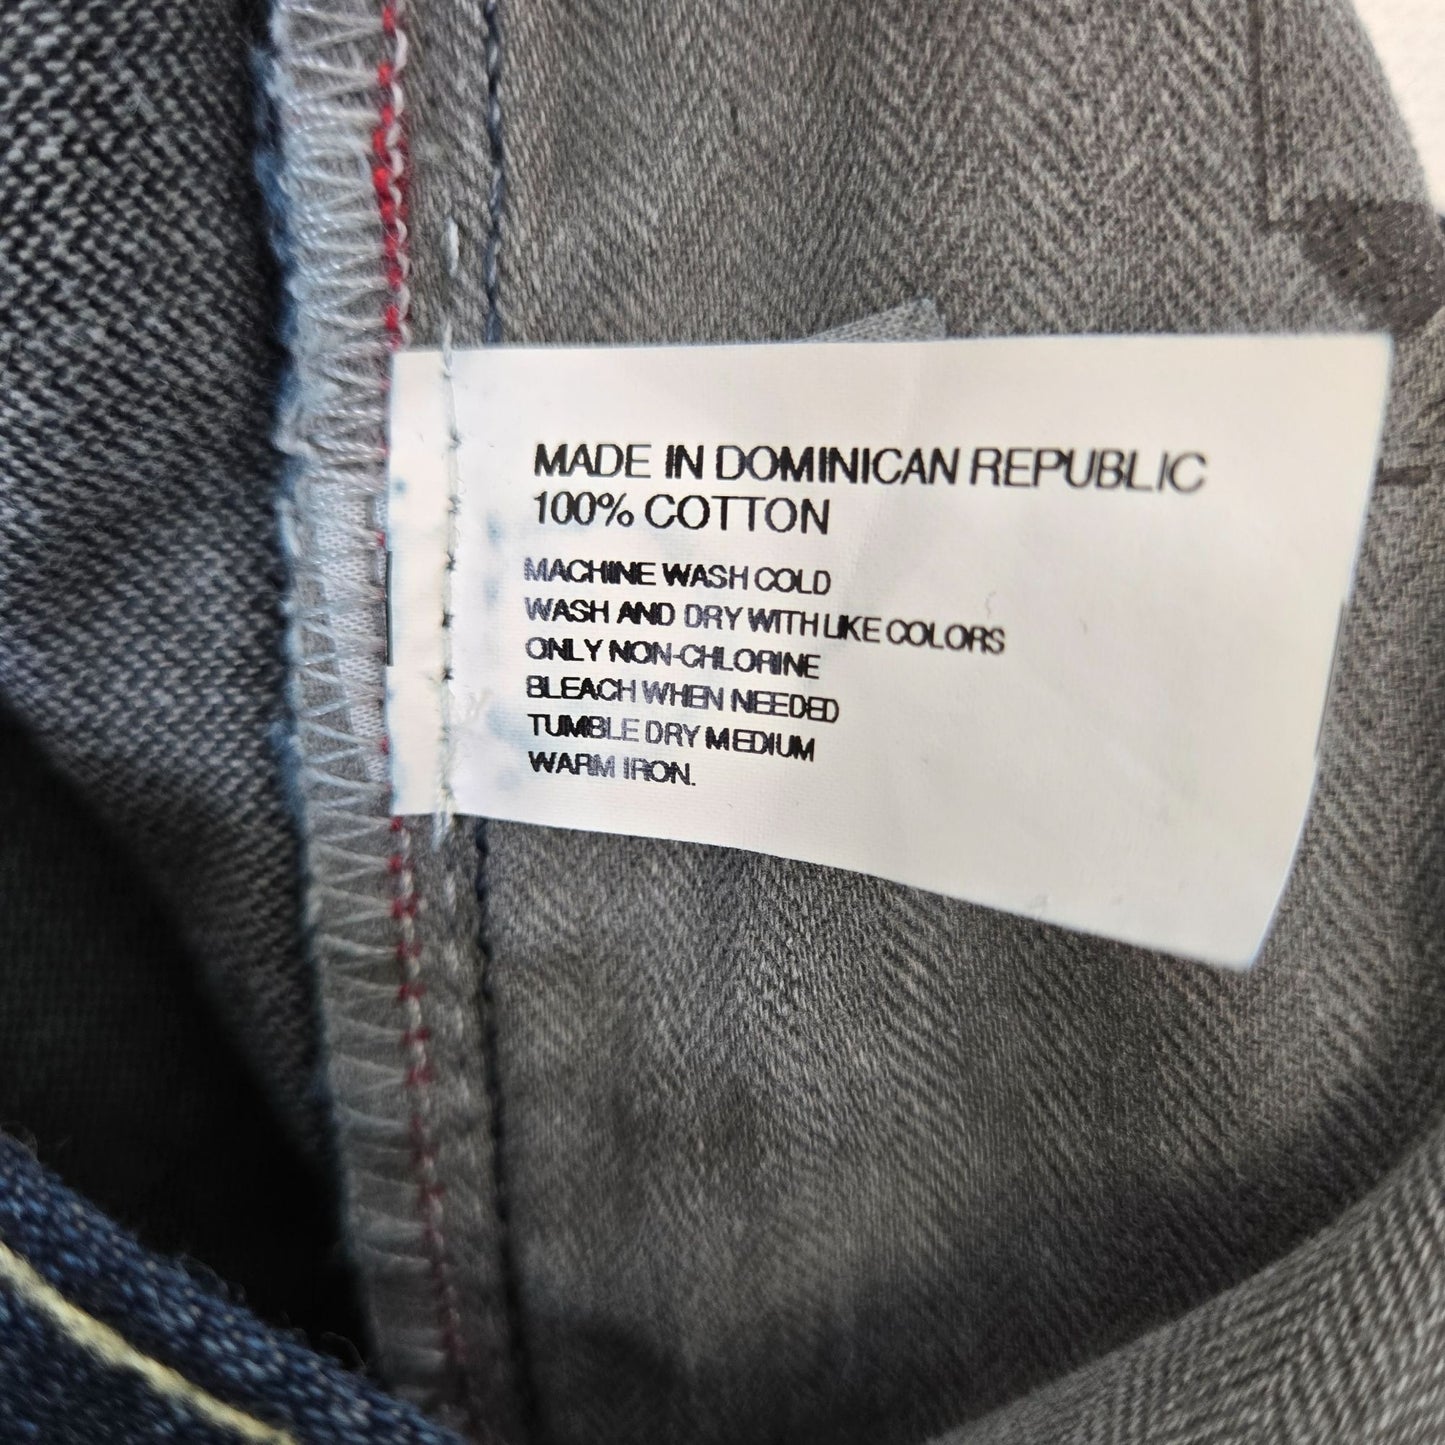 MADE IN DOMINICAN REPUBLIC
100% COTTON
MACHINE WASH COLD
WASH AND DRY WITH LIKE COLORS
ONLY NON-CHLORINE
BLEACH WHEN NEEDED
TUMBLE DRY MEDIUM
WARM IRON.